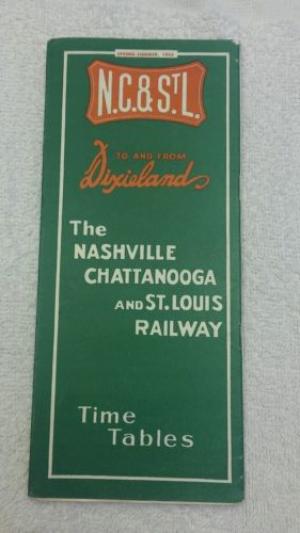 N.C.&ST.L.
TO AND FROM
Dixieland
The
NASHVILLE
CHATTANOOGA
AND ST. LOUIS
RAILWAY
Time
Tables